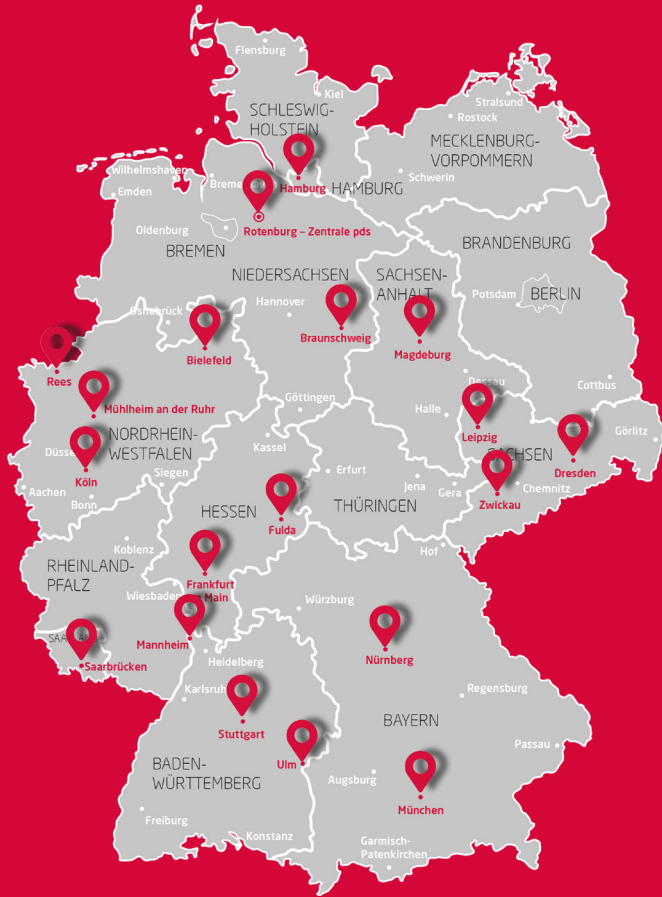 Flensburg
Kiel
SCHLESWIG-
HOLSTEIN
Stralsund
Rostock
MECKLENBURG-
VORPOMMERN
Schwerin
Wilhelmshaven
Emden
Hamburg
HAMBURG
Oldenburg
Rotenburg – Zentrale pds
BREMEN
BRANDENBURG
NIEDERSACHSEN
SACHSEN-
ANHALT
Potsdam
BERLIN
Hannover
Osnabrück
Braunschweig
Magdeburg
Bielefeld
Rees
Dessau
Cottbus
Göttingen
Mühlheim an der Ruhr
Halle
Leipzig
Görlitz
NORDRHEIN-
WESTFALEN
Kassel
SACHSEN
Dresden
Köln
Siegen
Erfurt
Jena
Gera
Chemnitz
Zwickau
Aachen
Bonn
HESSEN
THÜRINGEN
Fulda
Koblenz
Hof
RHEINLAND-
PFALZ
Frankfurt
Main
Wiesbaden
Würzburg
Mannheim
Nürnberg
Saarbrücken
Heidelberg
Regensburg
Stuttgart
BAYERN
Passau
Ulm
BADEN-
WÜRTTEMBERG
Augsburg
München
Freiburg
Konstanz
Garmisch-
Patenkirchen